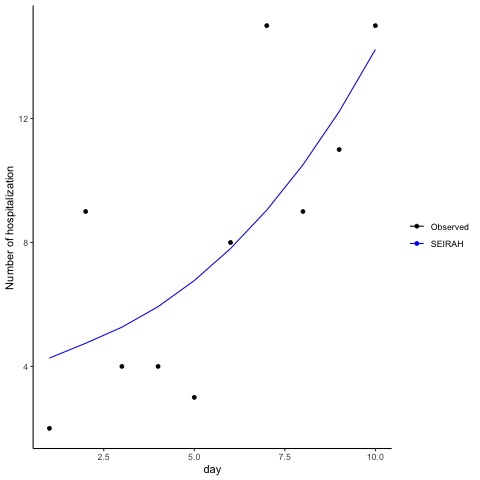 Number of hospitalization
12
8
4
2.5
5.0
7.5
10.0
day
Observed
SEIRAH